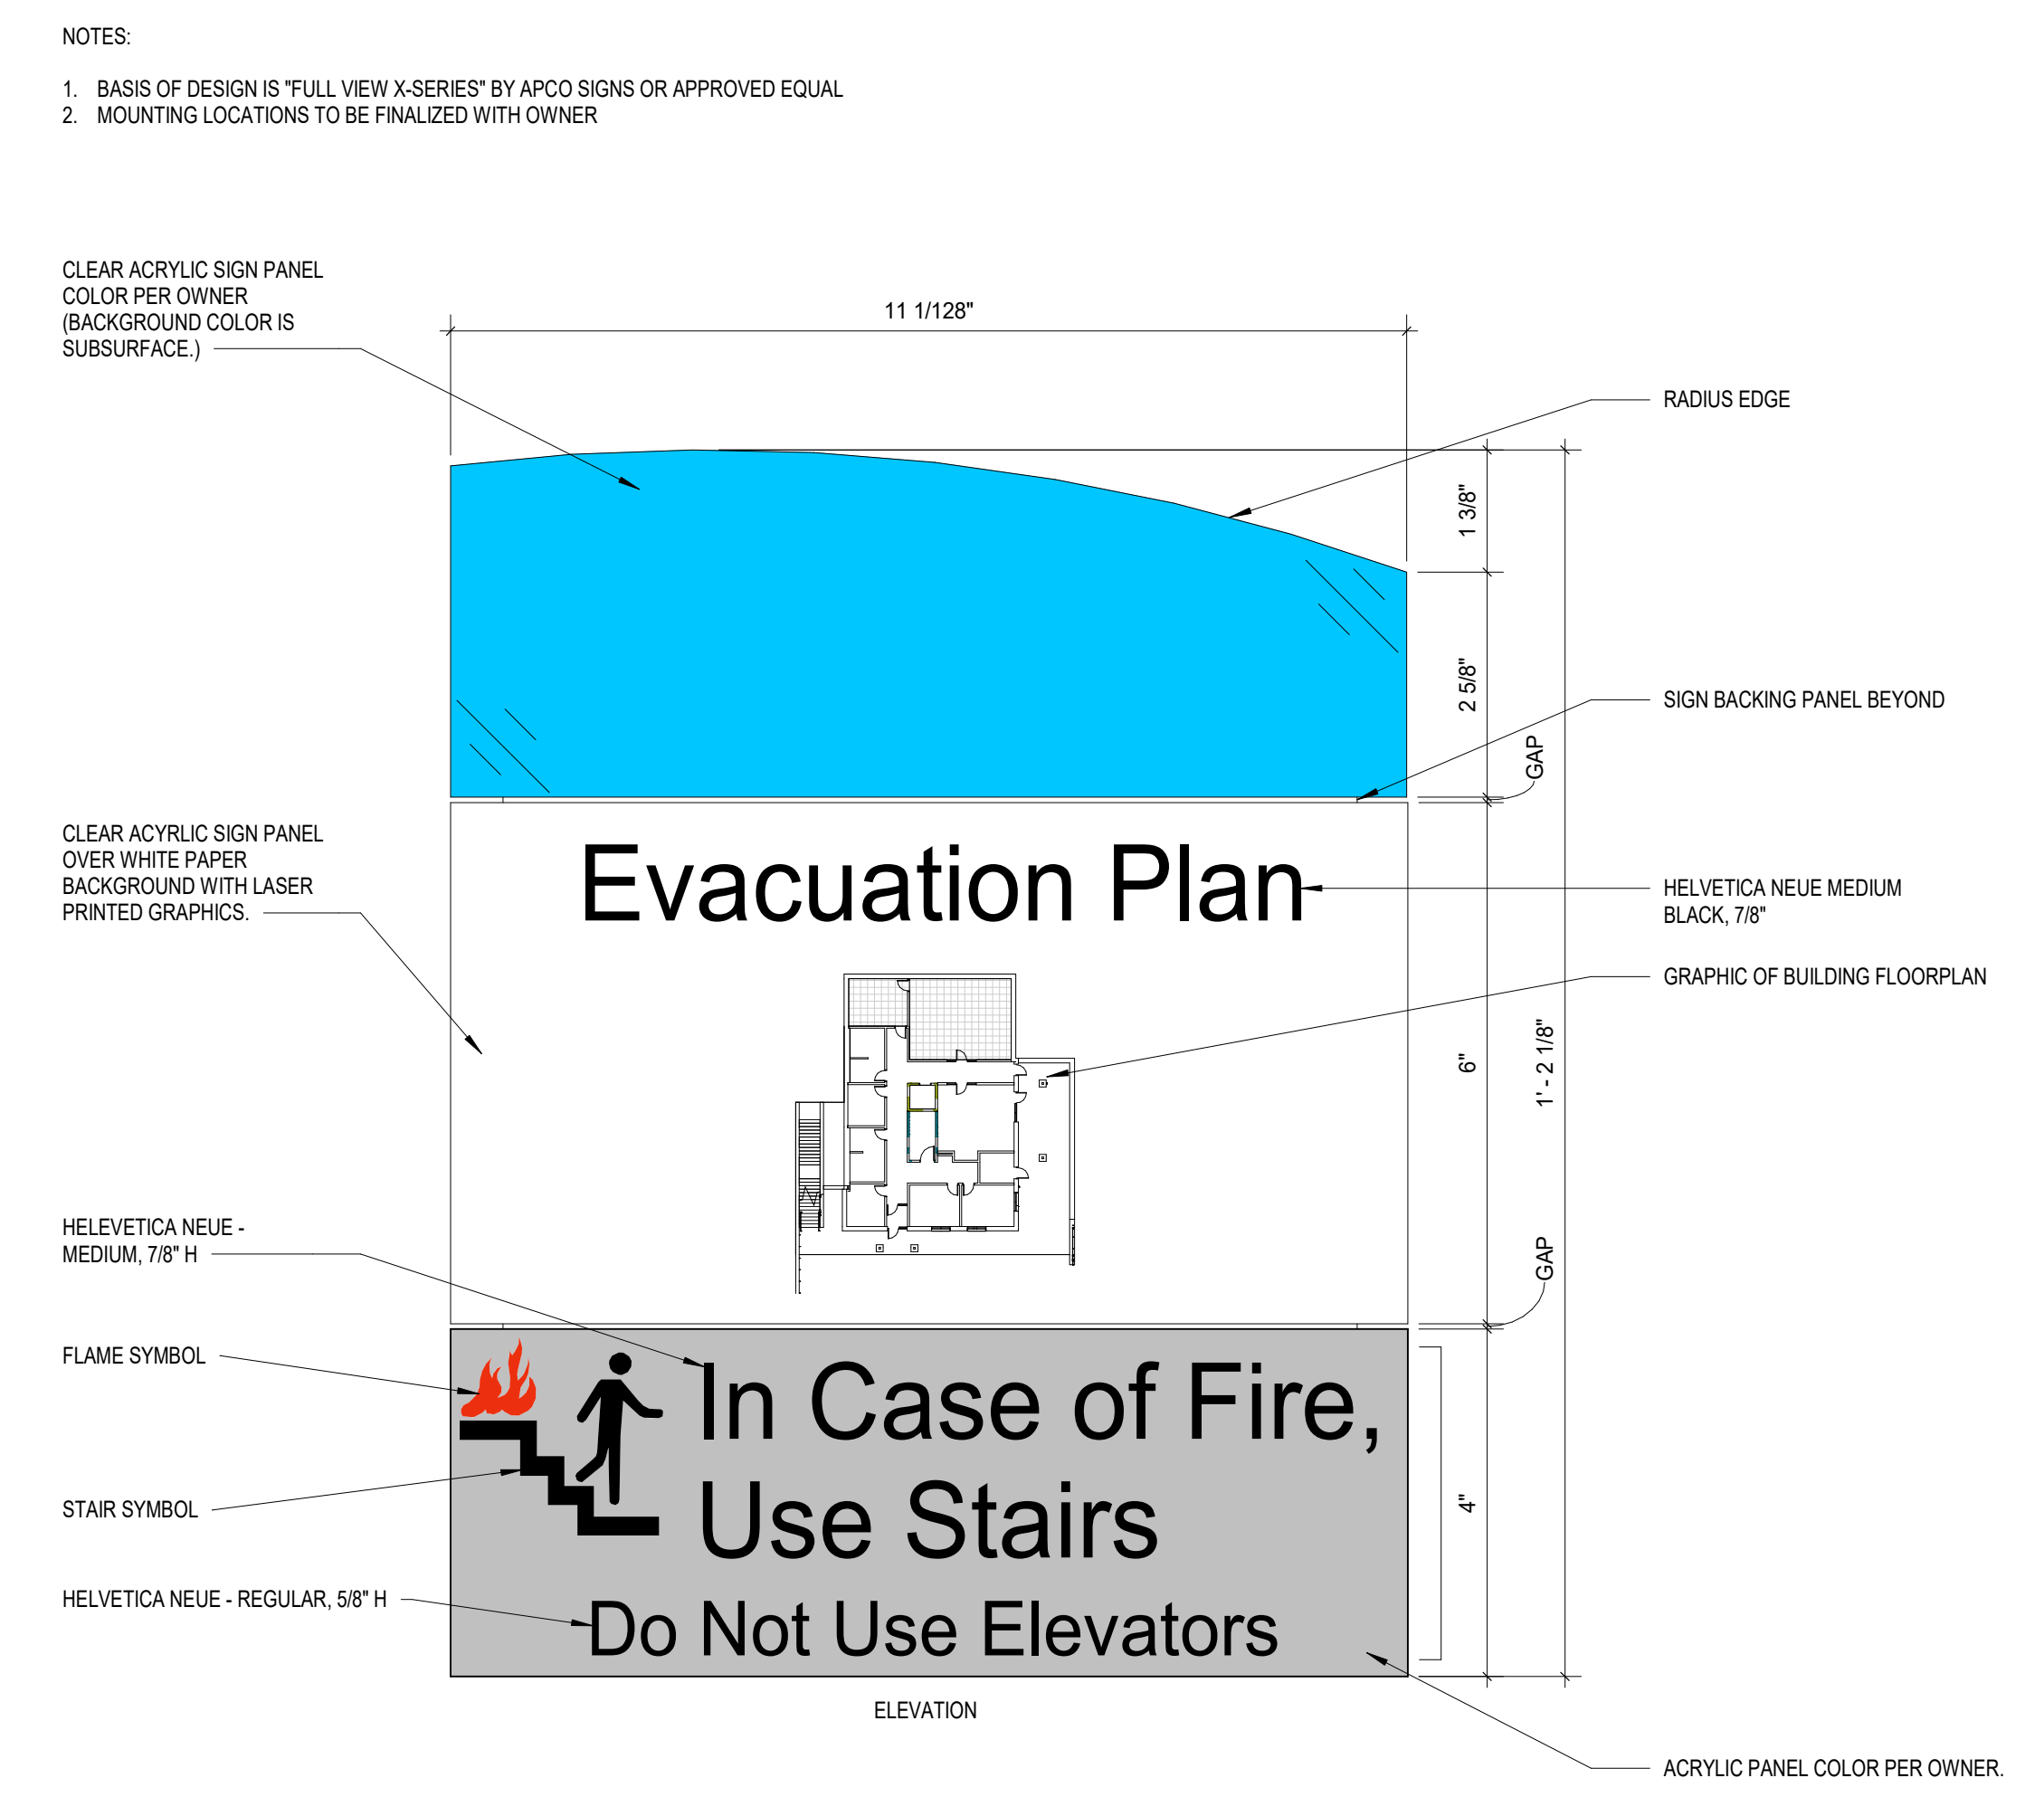 NOTES:
1. BASIS OF DESIGN IS "FULL VIEW X-SERIES" BY APCO SIGNS OR APPROVED EQUAL
2. MOUNTING LOCATIONS TO BE FINALIZED WITH OWNER
CLEAR ACRYLIC SIGN PANEL
COLOR PER OWNER
(BACKGROUND COLOR IS
SUBSURFACE.)
11 1/128"
RADIUS EDGE
1 3/8"
2 5/8"
SIGN BACKING PANEL BEYOND
GAP
CLEAR ACYRLIC SIGN PANEL
OVER WHITE PAPER
BACKGROUND WITH LASER
PRINTED GRAPHICS.
Evacuation Plan
HELVETICA NEUE MEDIUM
BLACK, 7/8"
GRAPHIC OF BUILDING FLOORPLAN
6"
1' - 2 1/8"
GAP
HELEVETICA NEUE -
MEDIUM, 7/8" H
FLAME SYMBOL
STAIR SYMBOL
HELVETICA NEUE - REGULAR, 5/8" H
In Case of Fire,
Use Stairs
Do Not Use Elevators
4"
ELEVATION
ACRYLIC PANEL COLOR PER OWNER.